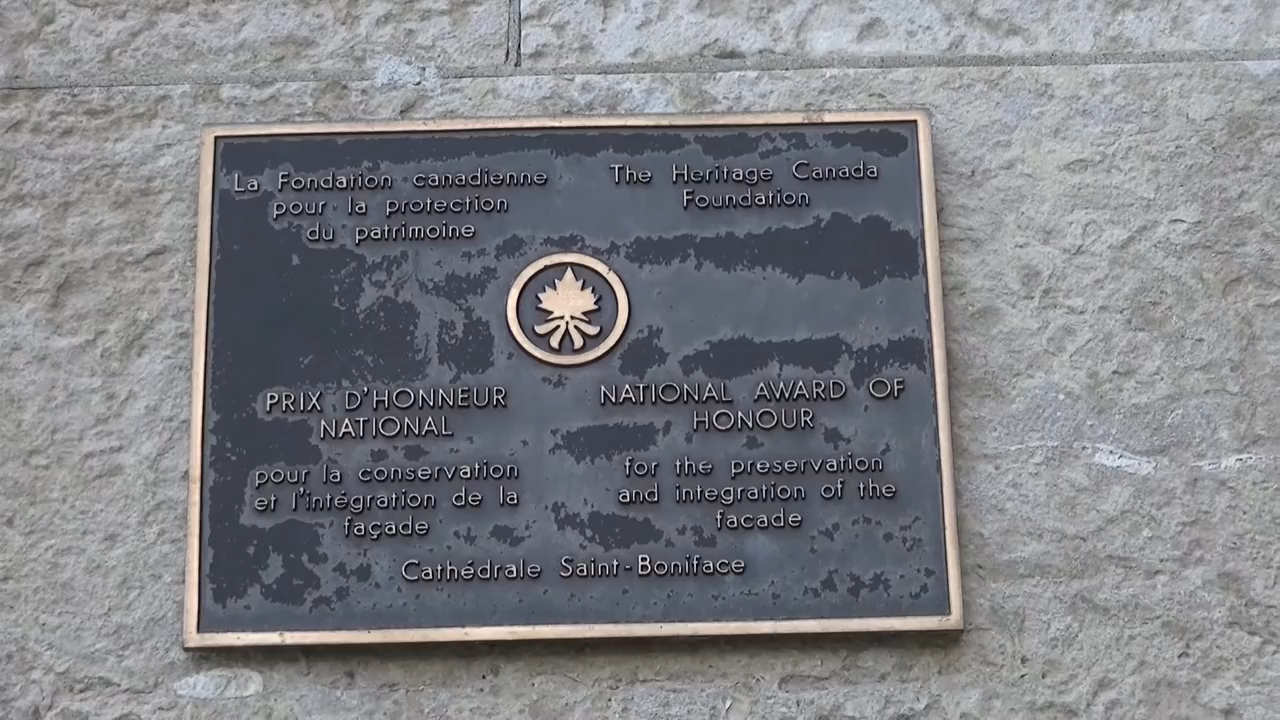 La Fondation canadienne
pour la protection
du patrimoine
The Heritage Canada
Foundation
PRIX D'HONNEUR
NATIONAL
pour la conservation
et l'intégration de la
façade
NATIONAL AWARD OF
HONOUR
for the preservation
and integration of the
facade
Cathédrale Saint-Boniface